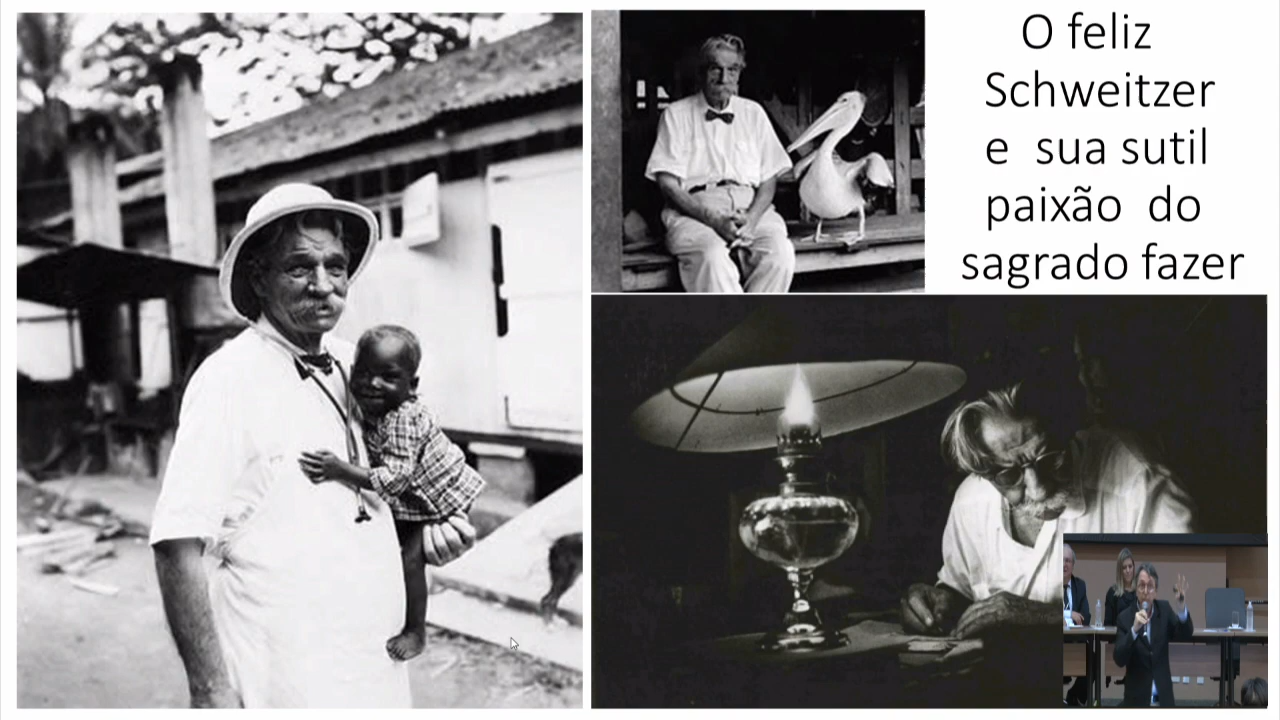 O feliz
Schweitzer
e sua sutil
paixão do
sagrado fazer